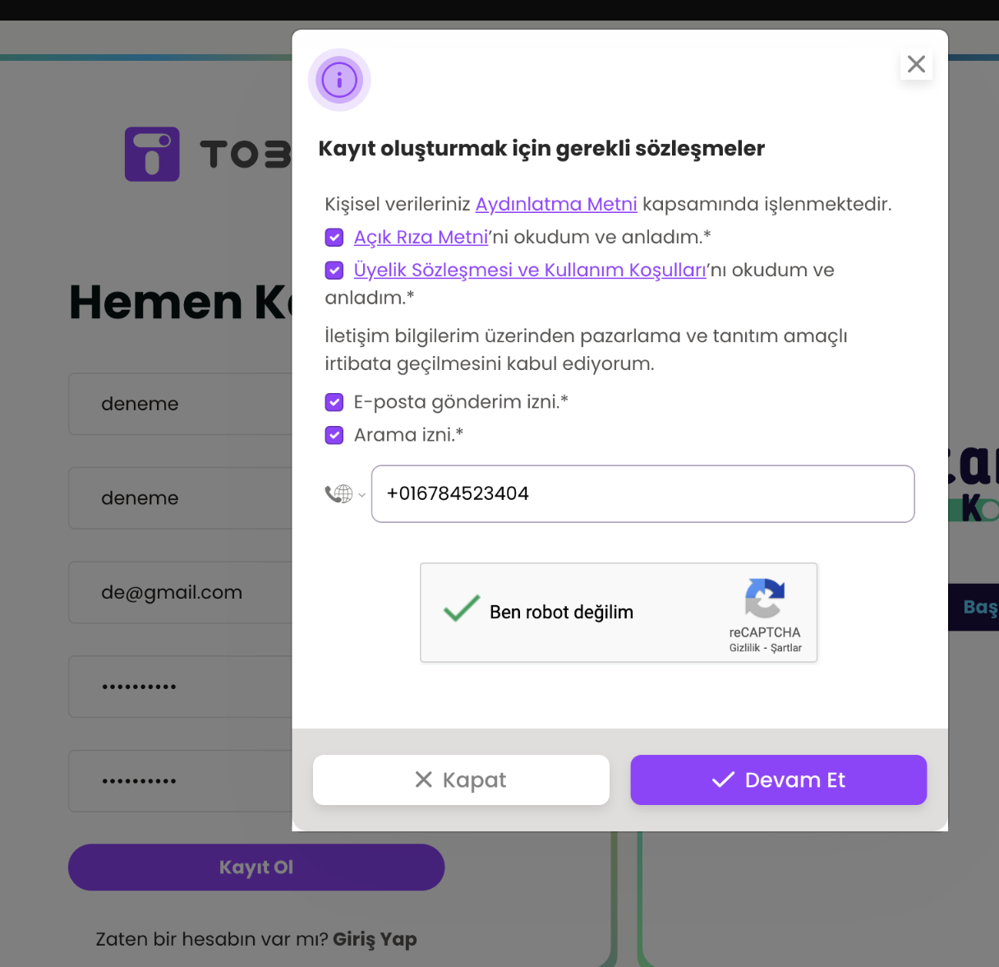 TOB
Hemen K
deneme
deneme
de@gmail.com
••••••••••
••••••••••
Kayıt Ol
Zaten bir hesabın var mı? Giriş Yap
Kayıt oluşturmak için gerekli sözleşmeler
Kişisel verileriniz Aydınlatma Metni kapsamında işlenmektedir.
Açık Rıza Metni’ni okudum ve anladım.*
Üyelik Sözleşmesi ve Kullanım Koşulları’nı okudum ve
anladım.*
İletişim bilgilerim üzerinden pazarlama ve tanıtım amaçlı
irtibata geçilmesini kabul ediyorum.
E-posta gönderim izni.*
Arama izni.*
+016784523404
Ben robot değilim
reCAPTCHA
Gizlilik - Şartlar
Kapat
Devam Et
Baş